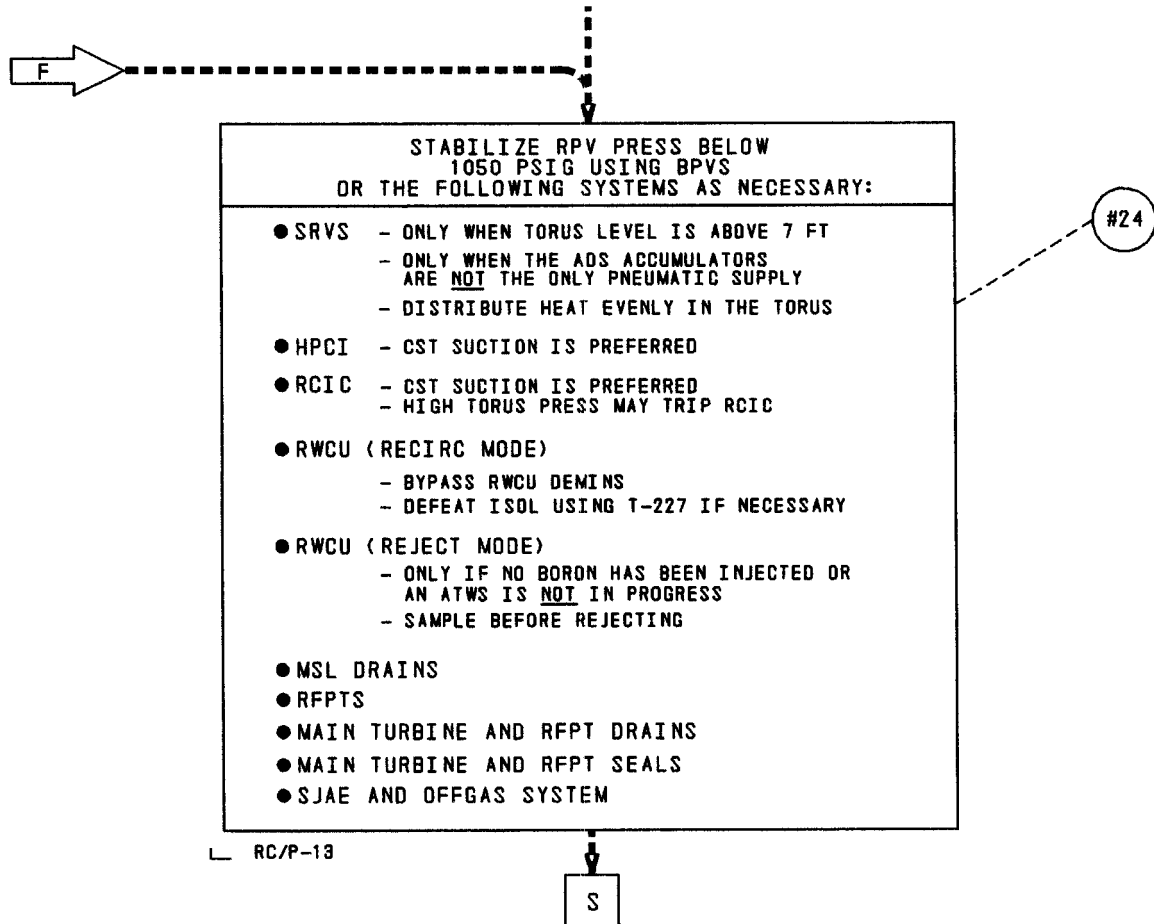 F
STABILIZE RPV PRESS BELOW
1050 PSIG USING BPVS
OR THE FOLLOWING SYSTEMS AS NECESSARY:
#24
● SRVS - ONLY WHEN TORUS LEVEL IS ABOVE 7 FT
- ONLY WHEN THE ADS ACCUMULATORS
ARE NOT THE ONLY PNEUMATIC SUPPLY
- DISTRIBUTE HEAT EVENLY IN THE TORUS
● HPCI - CST SUCTION IS PREFERRED
● RCIC - CST SUCTION IS PREFERRED
- HIGH TORUS PRESS MAY TRIP RCIC
● RWCU (RECIRC MODE)
- BYPASS RWCU DEMINS
- DEFEAT ISOL USING T-227 IF NECESSARY
● RWCU (REJECT MODE)
- ONLY IF NO BORON HAS BEEN INJECTED OR
AN ATWS IS NOT IN PROGRESS
- SAMPLE BEFORE REJECTING
● MSL DRAINS
● RFPTS
● MAIN TURBINE AND RFPT DRAINS
● MAIN TURBINE AND RFPT SEALS
● SJAE AND OFFGAS SYSTEM
RC/P-13
S